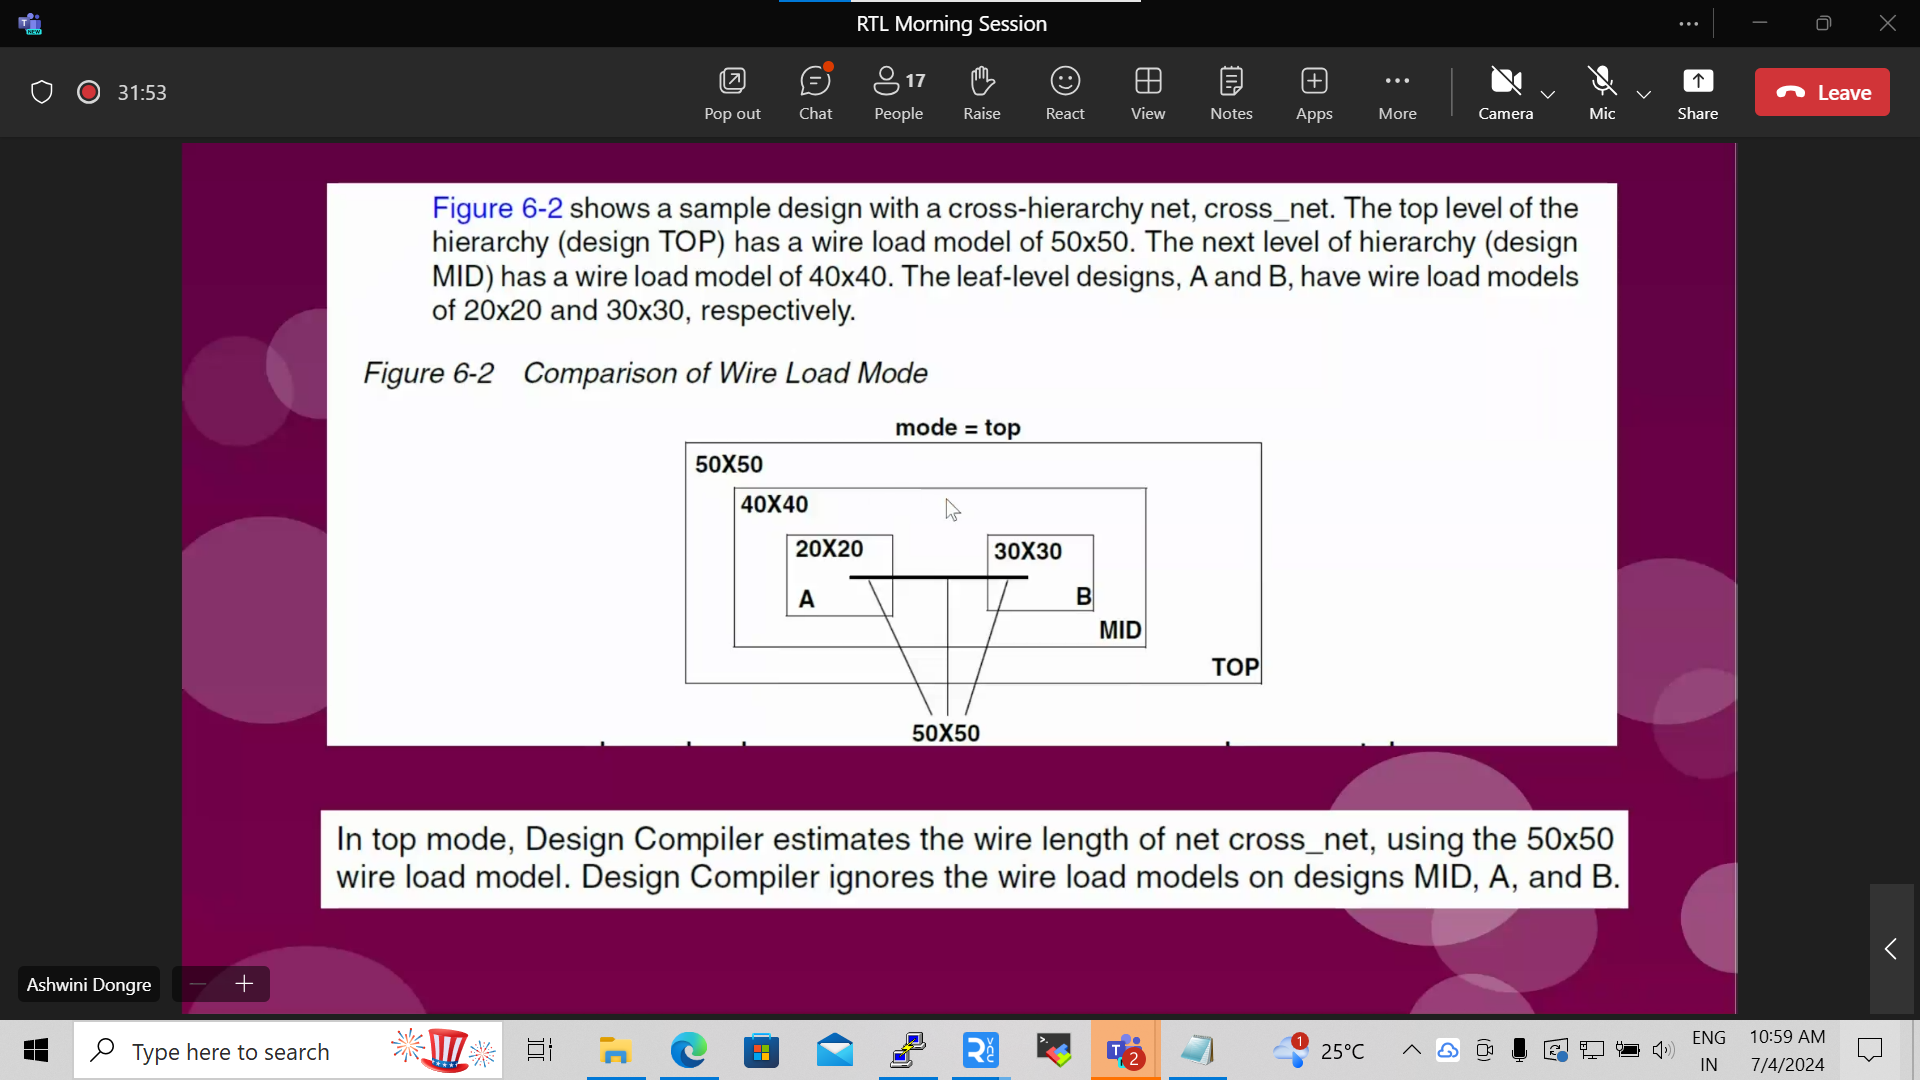 RTL Morning Session
31:53
Pop out
Chat
17
People
Raise
React
View
Notes
Apps
More
Camera
Mic
Share
Leave
Figure 6-2 shows a sample design with a cross-hierarchy net, cross_net. The top level of the
hierarchy (design TOP) has a wire load model of 50x50. The next level of hierarchy (design
MID) has a wire load model of 40x40. The leaf-level designs, A and B, have wire load models
of 20x20 and 30x30, respectively.
Figure 6-2 Comparison of Wire Load Mode
mode = top
50X50
40X40
20X20
30X30
A
B
MID
TOP
50X50
In top mode, Design Compiler estimates the wire length of net cross_net, using the 50x50
wire load model. Design Compiler ignores the wire load models on designs MID, A, and B.
Ashwini Dongre
Type here to search
2
1
25°C
ENG
IN
10:59 AM
7/4/2024